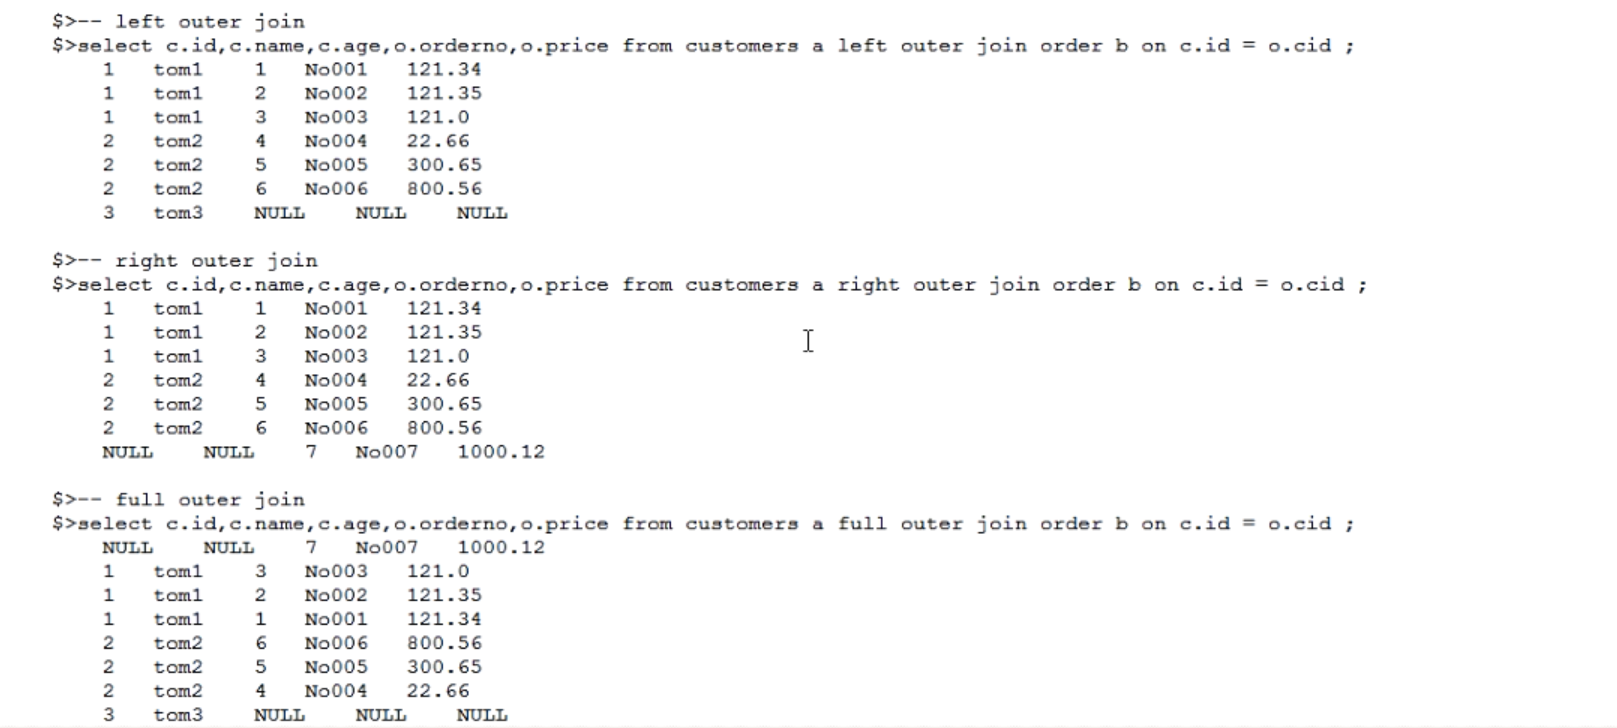 $>-- left outer join
$>select c.id,c.name,c.age,o.orderno,o.price from customers a left outer join order b on c.id = o.cid ;
1 tom1 1 No001 121.34
1 tom1 2 No002 121.35
1 tom1 3 No003 121.0
2 tom2 4 No004 22.66
2 tom2 5 No005 300.65
2 tom2 6 No006 800.56
3 tom3 NULL NULL NULL
$>-- right outer join
$>select c.id,c.name,c.age,o.orderno,o.price from customers a right outer join order b on c.id = o.cid ;
1 tom1 1 No001 121.34
1 tom1 2 No002 121.35
1 tom1 3 No003 121.0
2 tom2 4 No004 22.66
2 tom2 5 No005 300.65
2 tom2 6 No006 800.56
NULL NULL 7 No007 1000.12
$>-- full outer join
$>select c.id,c.name,c.age,o.orderno,o.price from customers a full outer join order b on c.id = o.cid ;
NULL NULL 7 No007 1000.12
1 tom1 3 No003 121.0
1 tom1 2 No002 121.35
1 tom1 1 No001 121.34
2 tom2 6 No006 800.56
2 tom2 5 No005 300.65
2 tom2 4 No004 22.66
3 tom3 NULL NULL NULL